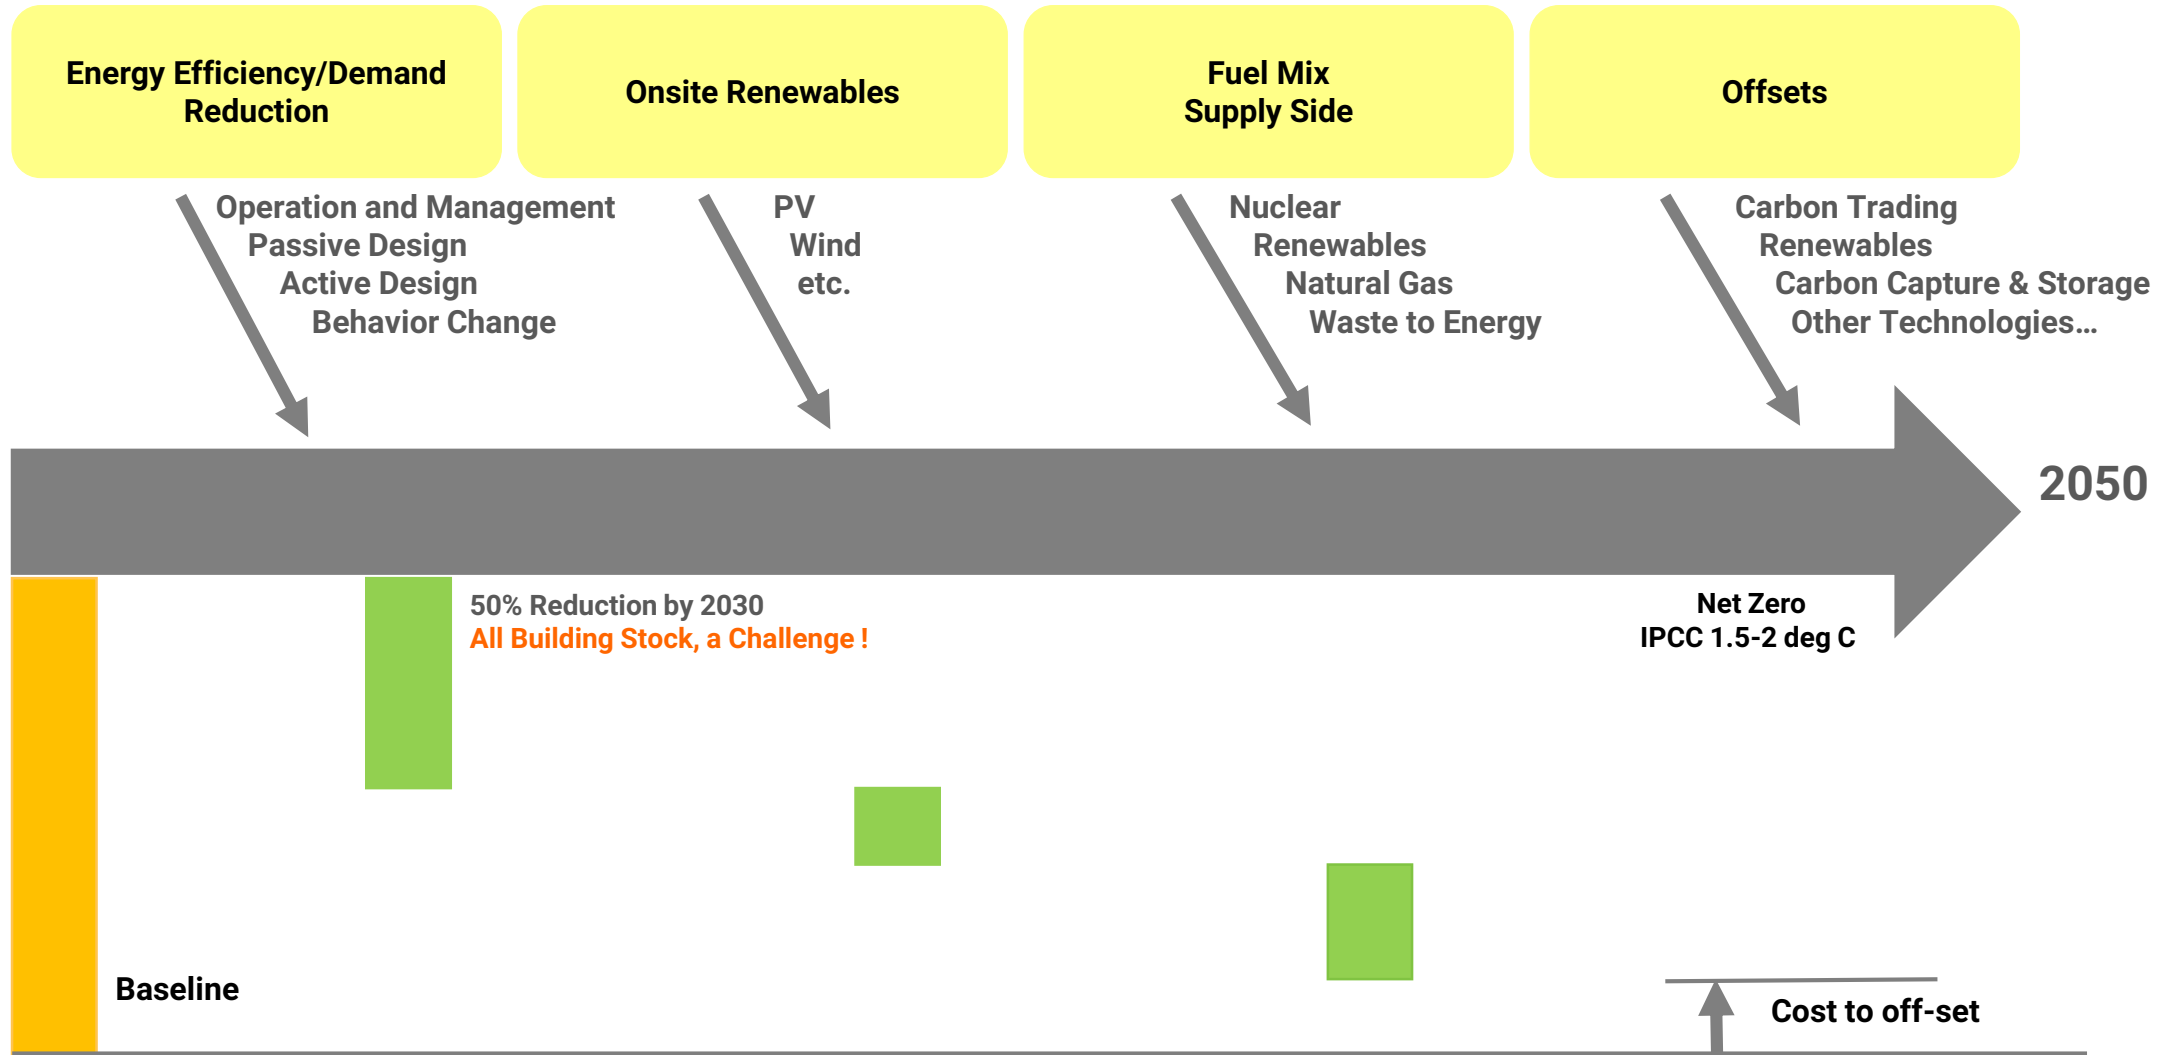 Energy Efficiency/Demand
Reduction
Onsite Renewables
Fuel Mix
Supply Side
Offsets
Operation and Management
Passive Design
Active Design
Behavior Change
PV
Wind
etc.
Nuclear
Renewables
Natural Gas
Waste to Energy
Carbon Trading
Renewables
Carbon Capture & Storage
Other Technologies...
2050
50% Reduction by 2030
All Building Stock, a Challenge !
Net Zero
IPCC 1.5-2 deg C
Baseline
Cost to off-set